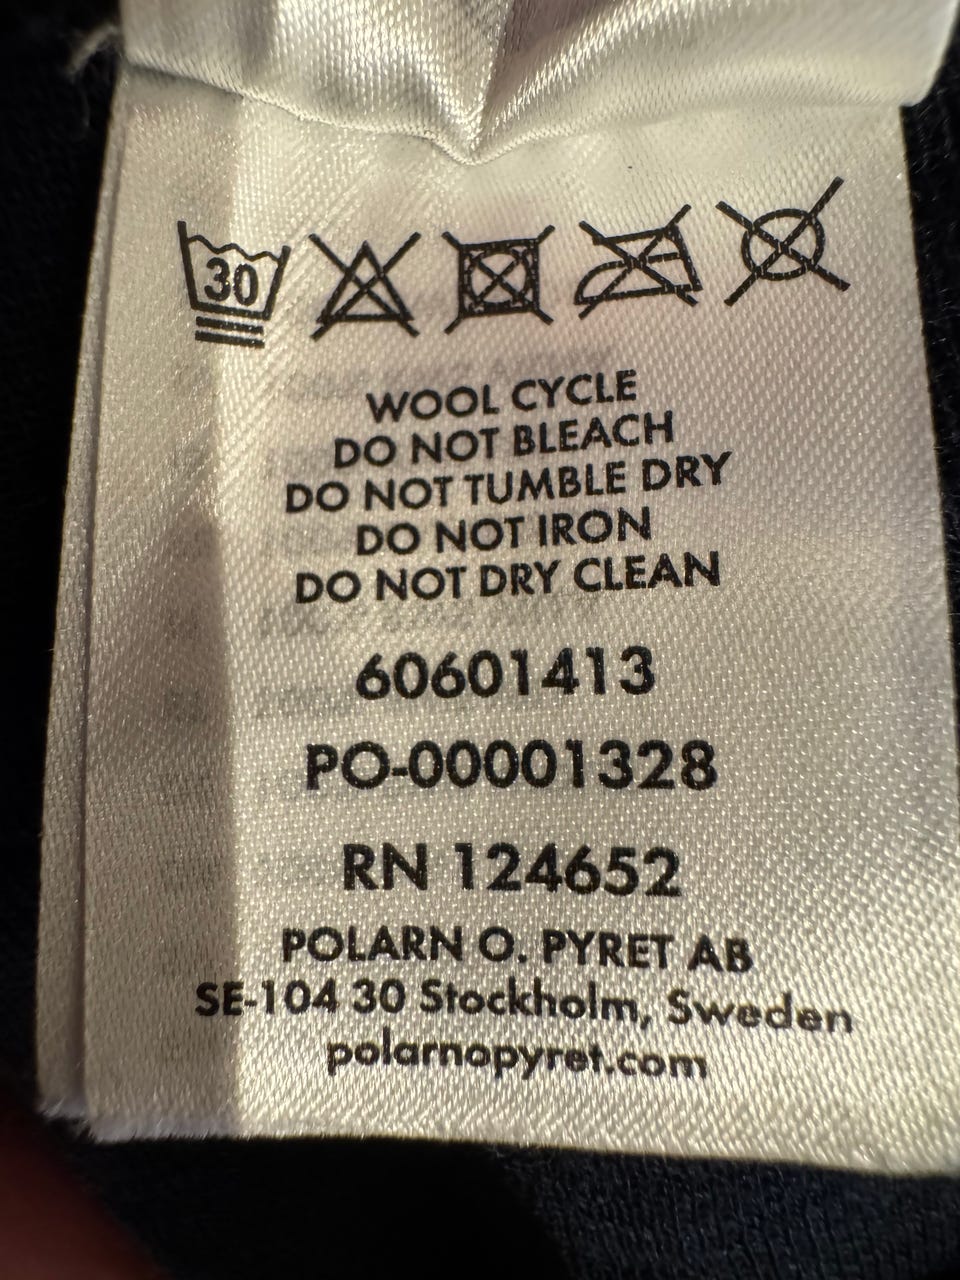 30
WOOL CYCLE
DO NOT BLEACH
DO NOT TUMBLE DRY
DO NOT IRON
DO NOT DRY CLEAN
60601413
PO-00001328
RN 124652
POLARN O. PYRET AB
SE-104 30 Stockholm, Sweden
polarnopyret.com